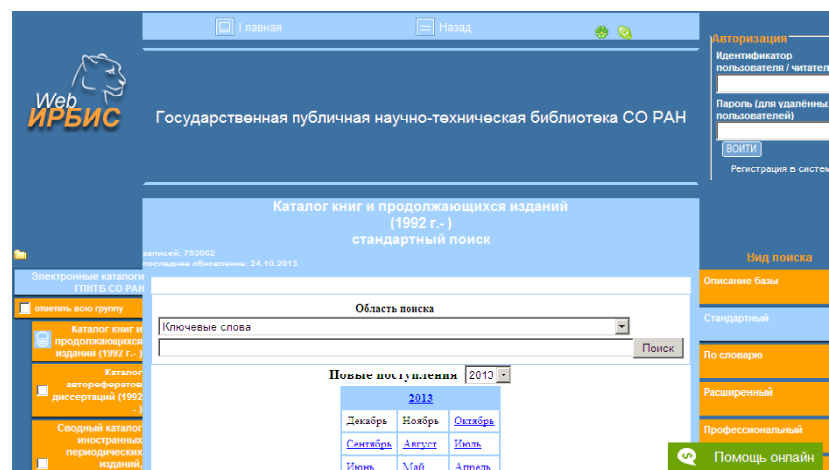 Главная
Назад
Web
ИРБИС
Государственная публичная научно-техническая библиотека СО РАН
Авторизация
Идентификатор
пользователя / читател
Пароль (для удалённых
пользователей)
ВОЙТИ
Регистрация в систем
Каталог книг и продолжающихся изданий
(1992 г.- )
стандартный поиск
записей: 753062
последнее обновление: 24.10.2013
Электронные каталоги
ГПНТБ СО РАН
отметить всю группу
Каталог книг и
продолжающихся
изданий (1992 г.- )
Каталог
авторефератов
диссертаций (1992
- )
Сводный каталог
иностранных
периодических
изданий,
Область поиска
Ключевые слова
Поиск
Новые поступления 2013
2013
Декабрь Ноябрь Октябрь
Сентябрь Август Июль
Июнь Май Апрель
Вид поиска
Описание базы
Стандартный
По словарю
Расширенный
Профессиональный
Помощь онлайн